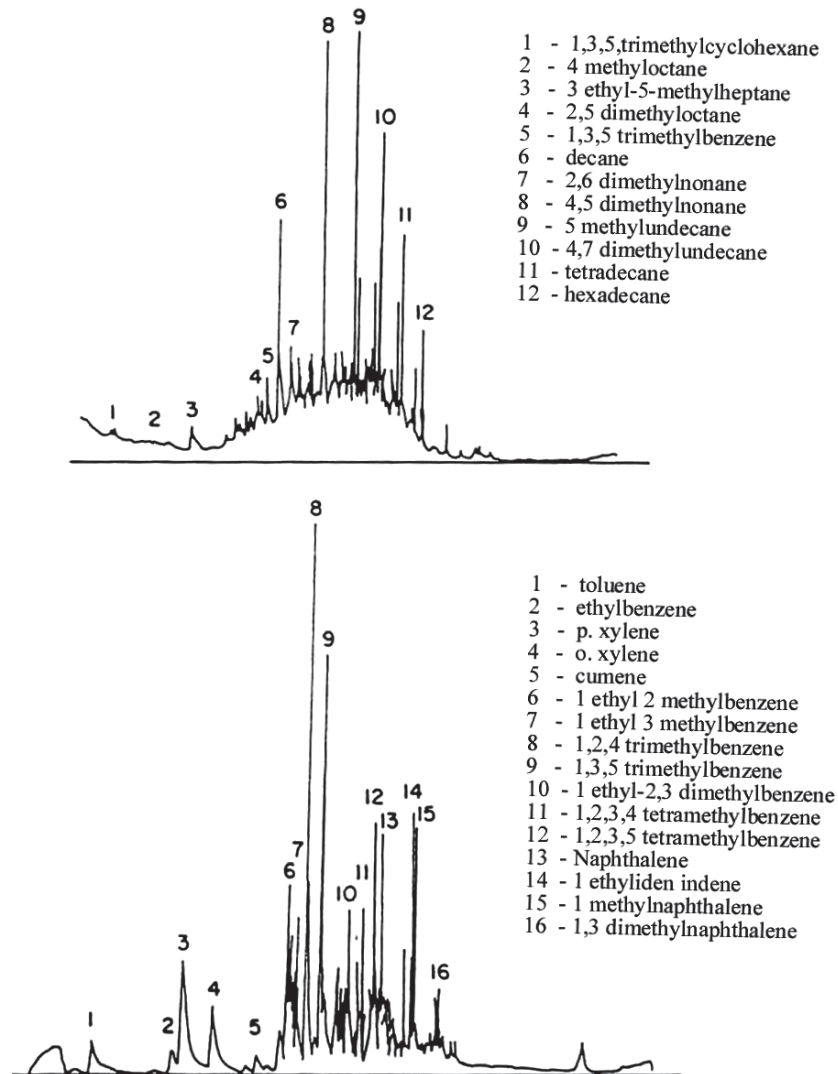 8
9
10
11
6
12
7
5
4
3
1
2
1 - 1,3,5,trimethylcyclohexane
2 - 4 methyloctane
3 - 3 ethyl-5-methylheptane
4 - 2,5 dimethyloctane
5 - 1,3,5 trimethylbenzene
6 - decane
7 - 2,6 dimethylnonane
8 - 4,5 dimethylnonane
9 - 5 methylundecane
10 - 4,7 dimethylundecane
11 - tetradecane
12 - hexadecane
8
9
14
12
15
13
7
6
11
10
3
16
4
1
2
5
1 - toluene
2 - ethylbenzene
3 - p. xylene
4 - o. xylene
5 - cumene
6 - 1 ethyl 2 methylbenzene
7 - 1 ethyl 3 methylbenzene
8 - 1,2,4 trimethylbenzene
9 - 1,3,5 trimethylbenzene
10 - 1 ethyl-2,3 dimethylbenzene
11 - 1,2,3,4 tetramethylbenzene
12 - 1,2,3,5 tetramethylbenzene
13 - Naphthalene
14 - 1 ethyliden indene
15 - 1 methylnaphthalene
16 - 1,3 dimethylnaphthalene